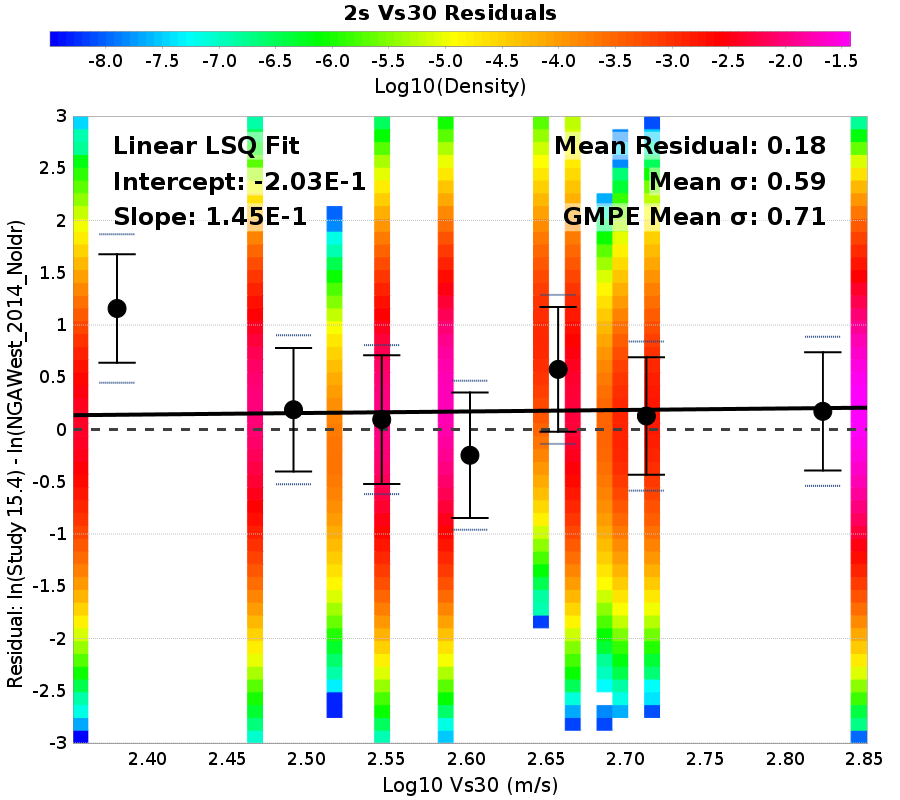 2s Vs30 Residuals
-8.0 -7.5 -7.0 -6.5 -6.0 -5.5 -5.0 -4.5 -4.0 -3.5 -3.0 -2.5 -2.0 -1.5
Log10(Density)
Linear LSQ Fit
Intercept: -2.03E-1
Slope: 1.45E-1
Mean Residual: 0.18
Mean σ: 0.59
GMPE Mean σ: 0.71
Residual: ln(Study 15.4) - ln(NGAWest_2014_NoIdr)
3
2.5
2
1.5
1
0.5
0
-0.5
-1
-1.5
-2
-2.5
-3
2.40 2.45 2.50 2.55 2.60 2.65 2.70 2.75 2.80 2.85
Log10 Vs30 (m/s)